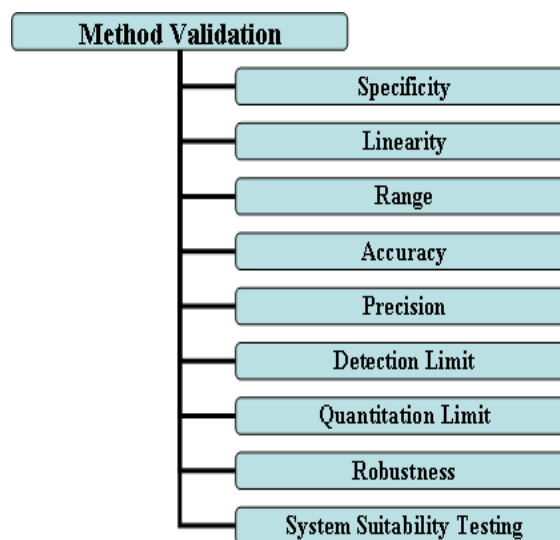 Method Validation
Specificity
Linearity
Range
Accuracy
Precision
Detection Limit
Quantitation Limit
Robustness
System Suitability Testing